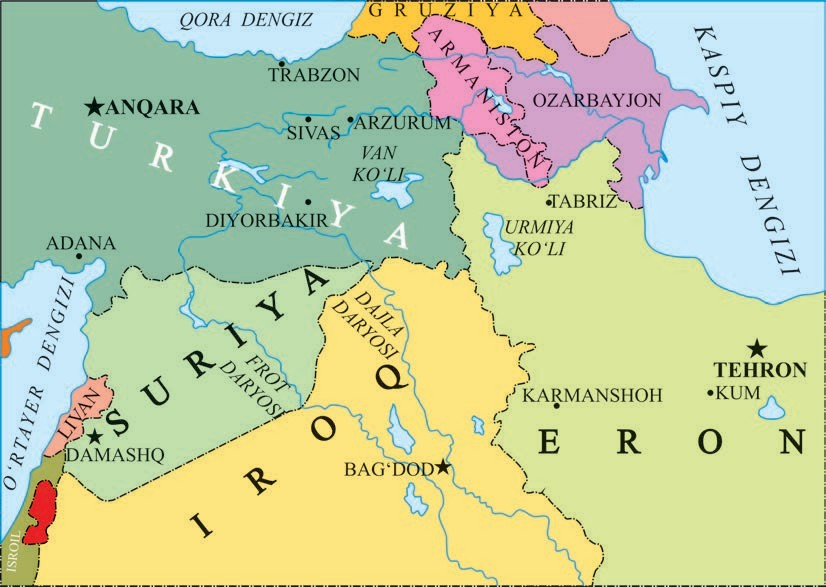 GRUZIYA
QORA DENGIZ
ARMANISTON
KASPIY DENGIZI
TRABZON
OZARBAYJON
ANQARA
TURKIYA
SIVAS
ARZURUM
VAN
KO‘LI
TABRIZ
DIYORBAKIR
URMIYA
KO‘LI
ADANA
O‘RTAYER DENGIZI
SURIYA
DAJLA
DARYOSI
FROT
DARYOSI
TEHRON
KUM
KARMANSHOH
LIVAN
DAMASHQ
ERON
IROQ
BAG‘DOD
ISROIL